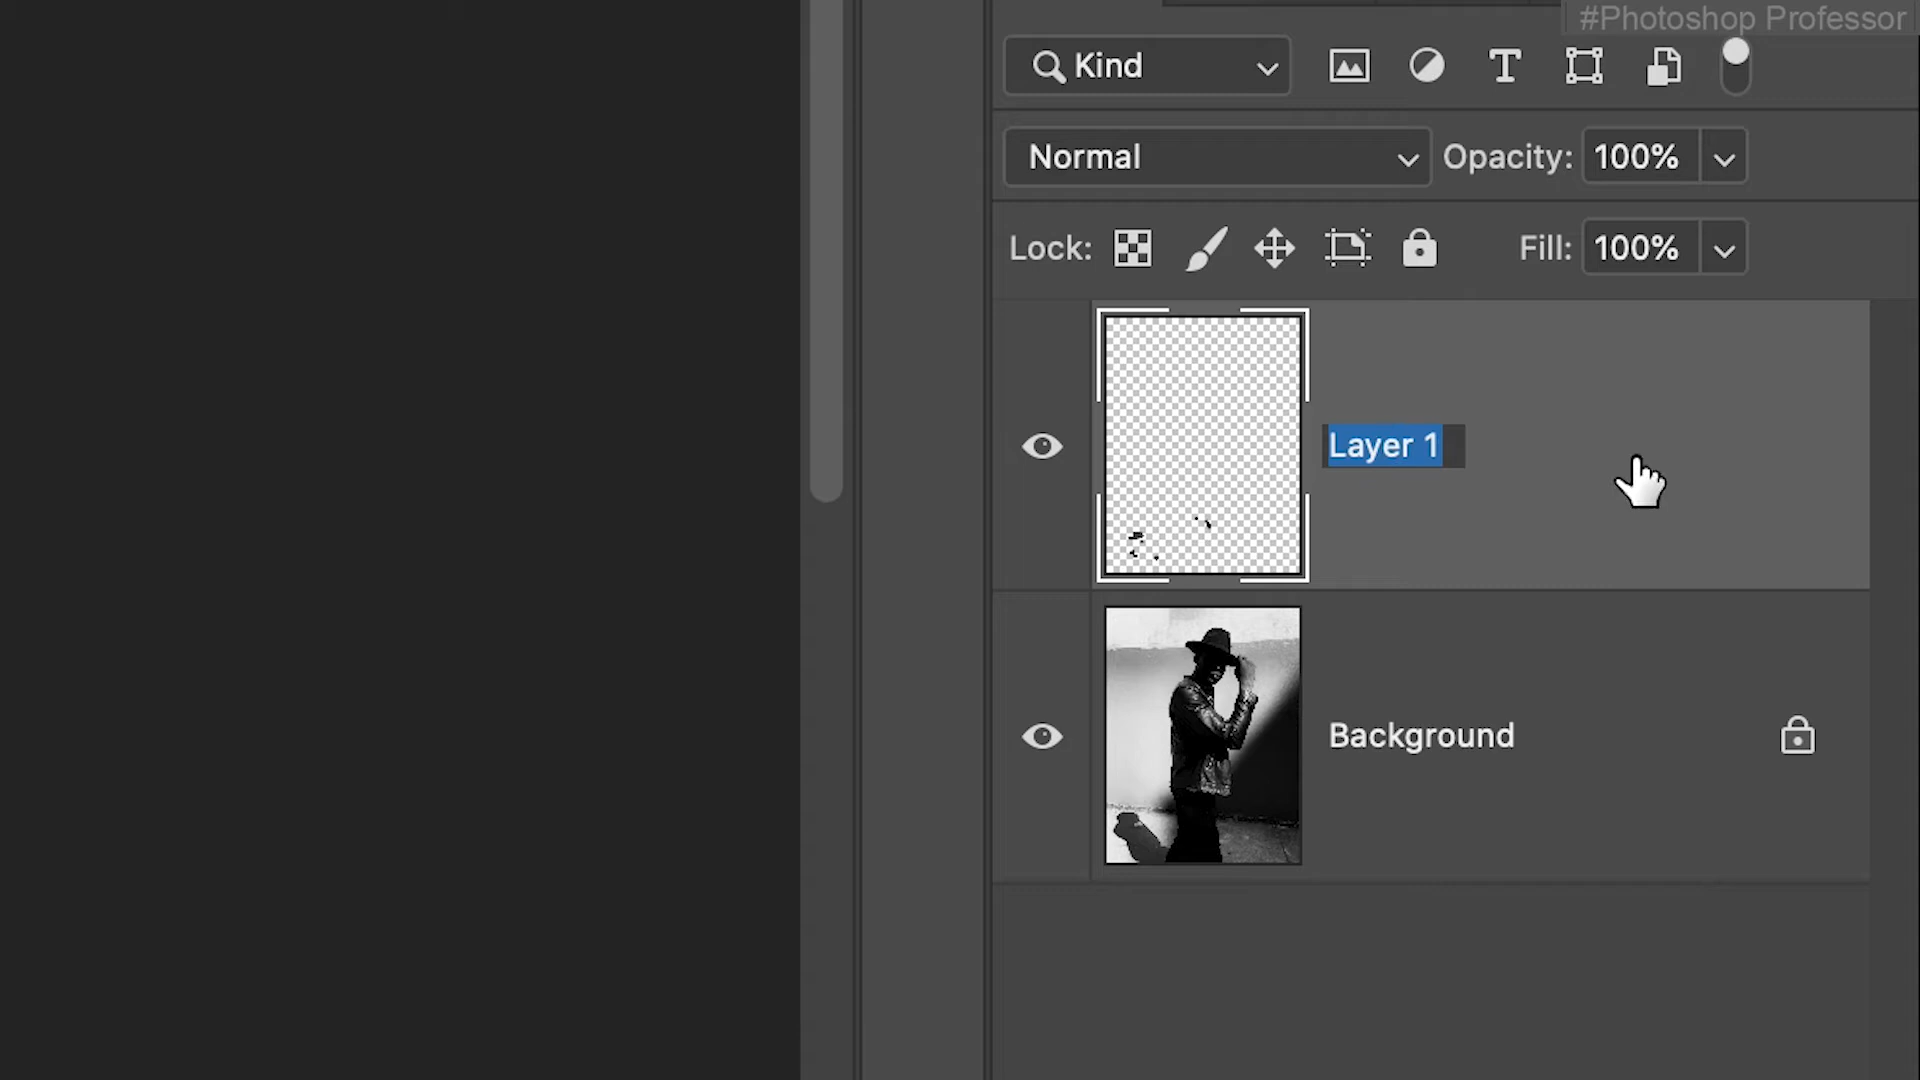 #Photoshop Professor
Kind
Normal
Opacity: 100%
Lock:
Fill: 100%
Layer 1
Background